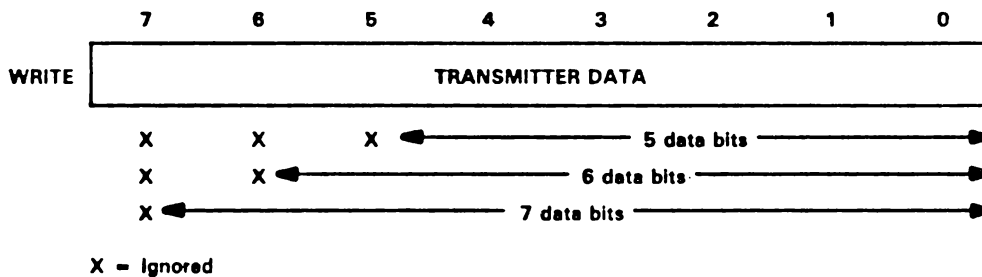 7 6 5 4 3 2 1 0
WRITE TRANSMITTER DATA
X X X 5 data bits
X X 6 data bits
X 7 data bits
X = Ignored